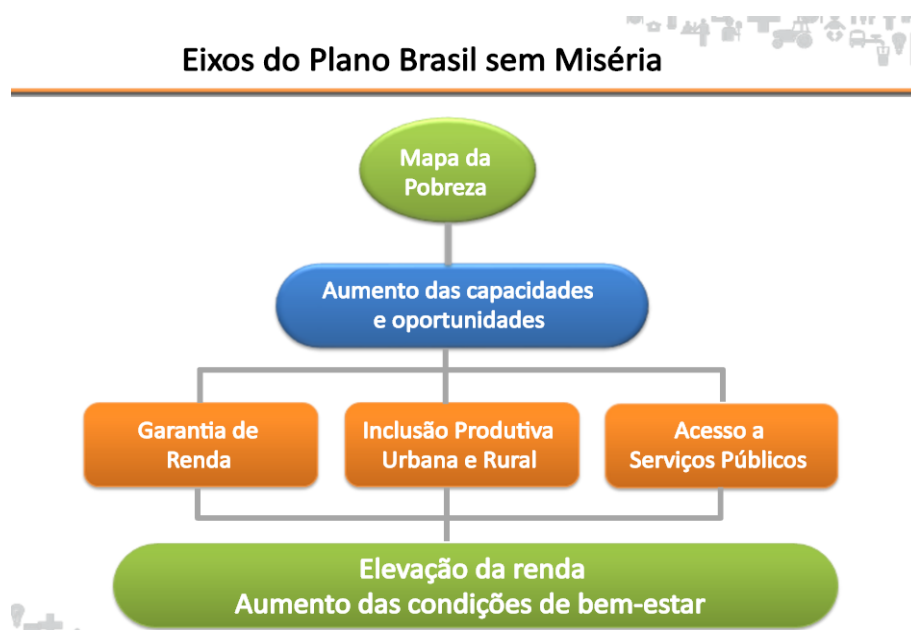 Eixos do Plano Brasil sem Miséria
Mapa da
Pobreza
Aumento das capacidades
e oportunidades
Garantia de
Renda
Inclusão Produtiva
Urbana e Rural
Acesso a
Serviços Públicos
Elevação da renda
Aumento das condições de bem-estar